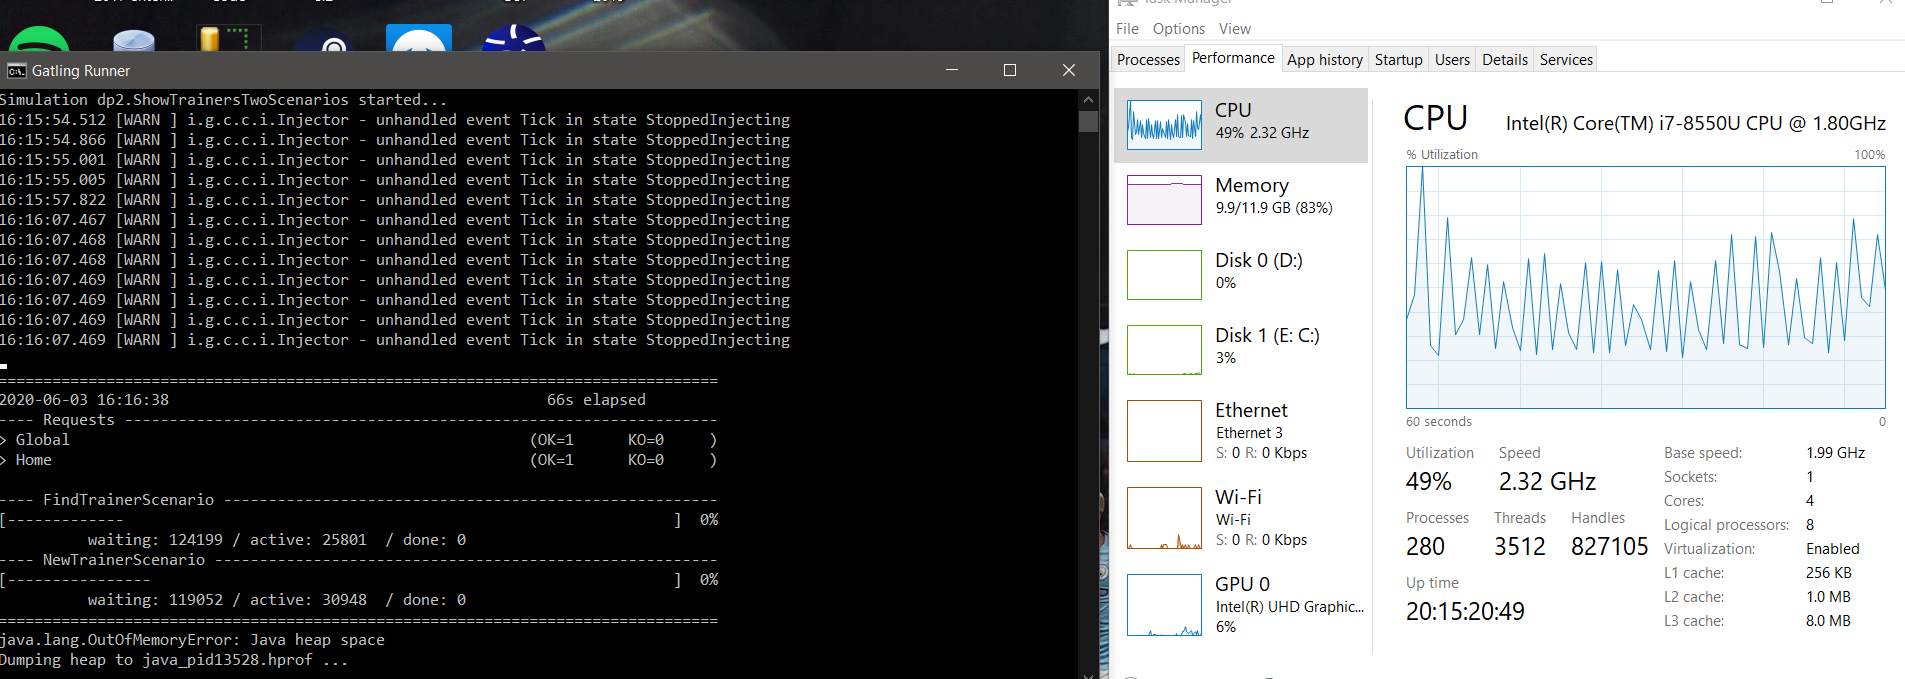 Task Manager
File Options View
Gatling Runner
Processes Performance App history Startup Users Details Services
Simulation dp2.ShowTrainersTwoScenarios started...
16:15:54.512 [WARN ] i.g.c.c.i.Injector - unhandled event Tick in state StoppedInjecting
16:15:54.866 [WARN ] i.g.c.c.i.Injector - unhandled event Tick in state StoppedInjecting
16:15:55.001 [WARN ] i.g.c.c.i.Injector - unhandled event Tick in state StoppedInjecting
16:15:55.005 [WARN ] i.g.c.c.i.Injector - unhandled event Tick in state StoppedInjecting
16:15:57.822 [WARN ] i.g.c.c.i.Injector - unhandled event Tick in state StoppedInjecting
16:16:07.467 [WARN ] i.g.c.c.i.Injector - unhandled event Tick in state StoppedInjecting
16:16:07.468 [WARN ] i.g.c.c.i.Injector - unhandled event Tick in state StoppedInjecting
16:16:07.468 [WARN ] i.g.c.c.i.Injector - unhandled event Tick in state StoppedInjecting
16:16:07.469 [WARN ] i.g.c.c.i.Injector - unhandled event Tick in state StoppedInjecting
16:16:07.469 [WARN ] i.g.c.c.i.Injector - unhandled event Tick in state StoppedInjecting
16:16:07.469 [WARN ] i.g.c.c.i.Injector - unhandled event Tick in state StoppedInjecting
16:16:07.469 [WARN ] i.g.c.c.i.Injector - unhandled event Tick in state StoppedInjecting
================================================================================
2020-06-03 16:16:38 66s elapsed
---- Requests ------------------------------------------------------------------
> Global (OK=1 KO=0 )
> Home (OK=1 KO=0 )
---- FindTrainerScenario -------------------------------------------------------
[------------- ] 0%
waiting: 124199 / active: 25801 / done: 0
---- NewTrainerScenario --------------------------------------------------------
[---------------- ] 0%
waiting: 119052 / active: 30948 / done: 0
================================================================================
java.lang.OutOfMemoryError: Java heap space
Dumping heap to java_pid13528.hprof ...
CPU
49% 2.32 GHz
Memory
9.9/11.9 GB (83%)
Disk 0 (D:)
0%
Disk 1 (E: C:)
3%
Ethernet
Ethernet 3
S: 0 R: 0 Kbps
Wi-Fi
Wi-Fi
S: 0 R: 0 Kbps
GPU 0
Intel(R) UHD Graphic...
6%
CPU Intel(R) Core(TM) i7-8550U CPU @ 1.80GHz
% Utilization 100%
60 seconds 0
Utilization Speed
49% 2.32 GHz
Processes Threads Handles
280 3512 827105
Up time
20:15:20:49
Base speed: 1.99 GHz
Sockets: 1
Cores: 4
Logical processors: 8
Virtualization: Enabled
L1 cache: 256 KB
L2 cache: 1.0 MB
L3 cache: 8.0 MB